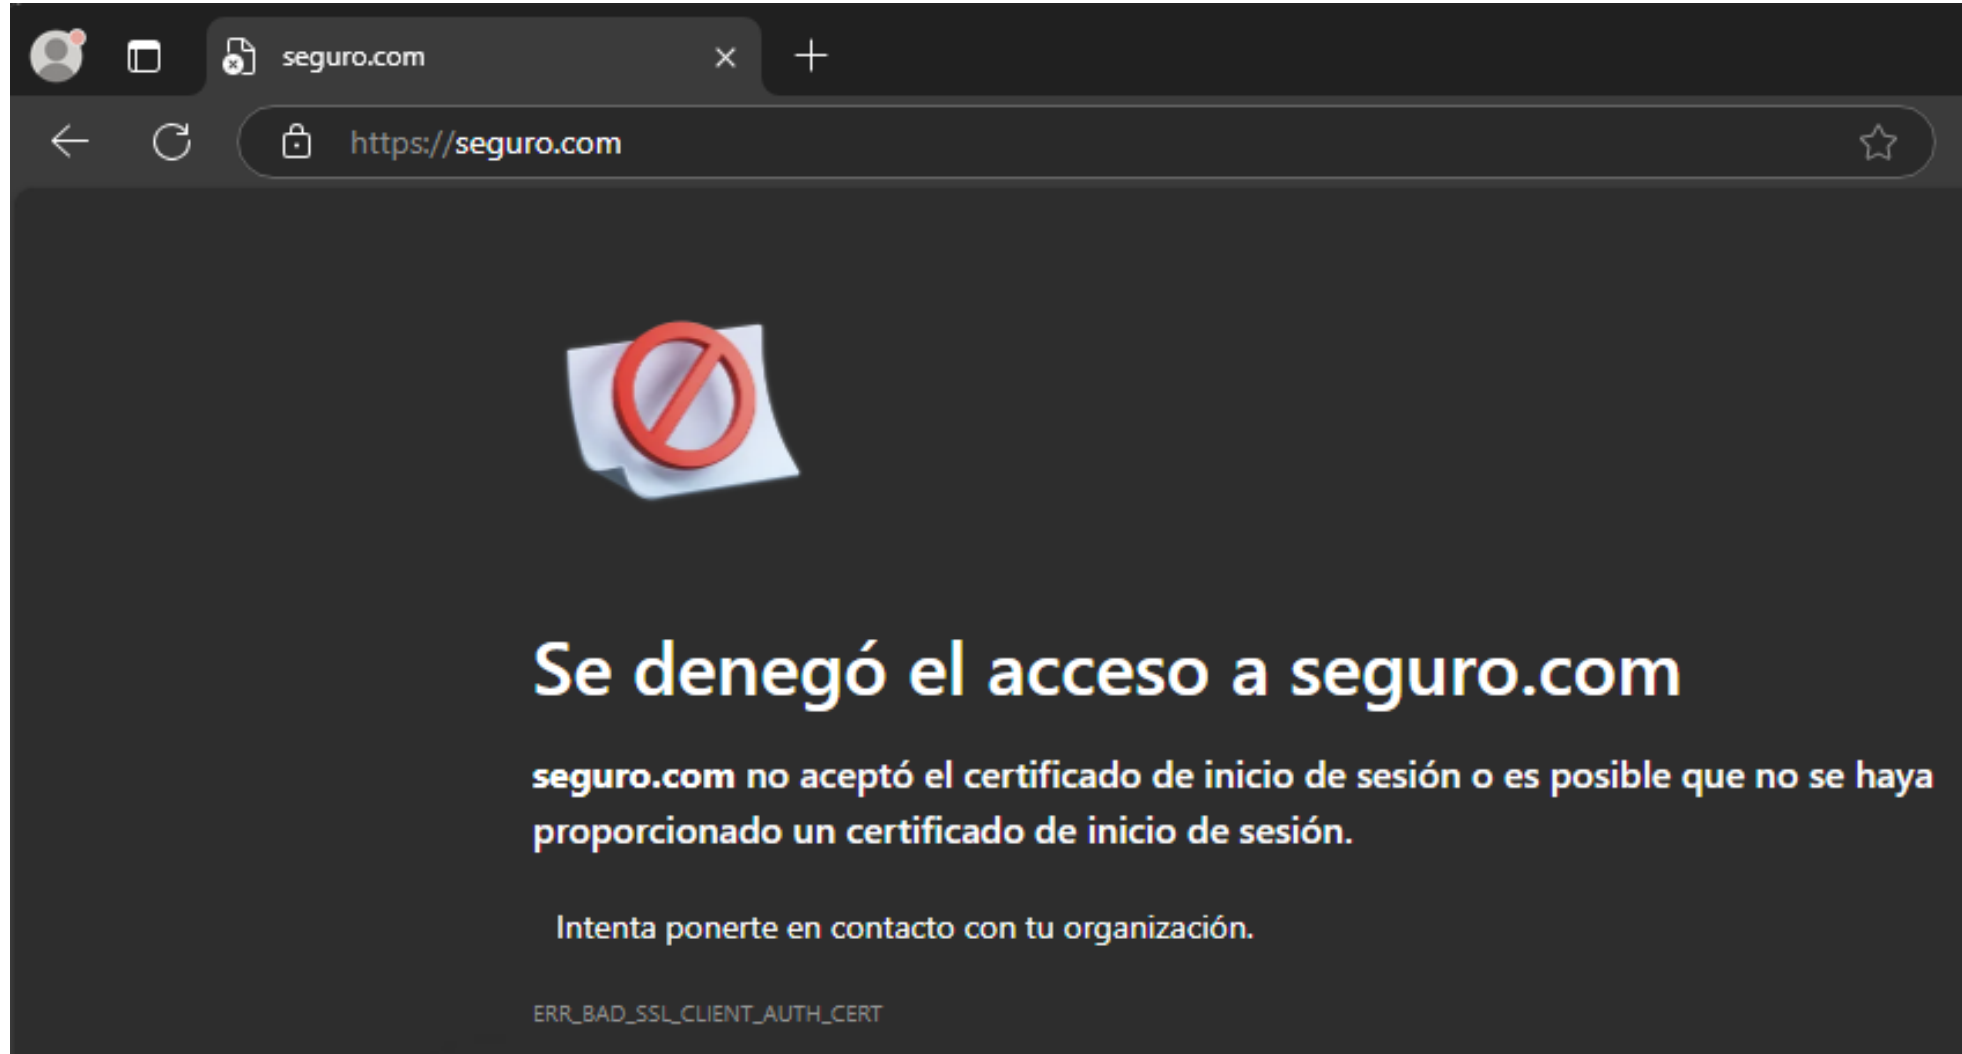 seguro.com
https://seguro.com
Se denegó el acceso a seguro.com
seguro.com no aceptó el certificado de inicio de sesión o es posible que no se haya
proporcionado un certificado de inicio de sesión.
Intenta ponerte en contacto con tu organización.
ERR_BAD_SSL_CLIENT_AUTH_CERT